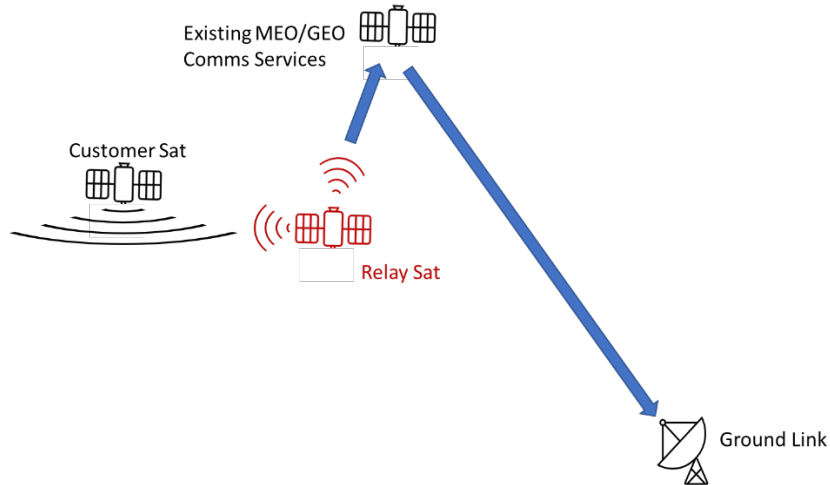 Existing MEO/GEO
Comms Services
Customer Sat
Relay Sat
Ground Link